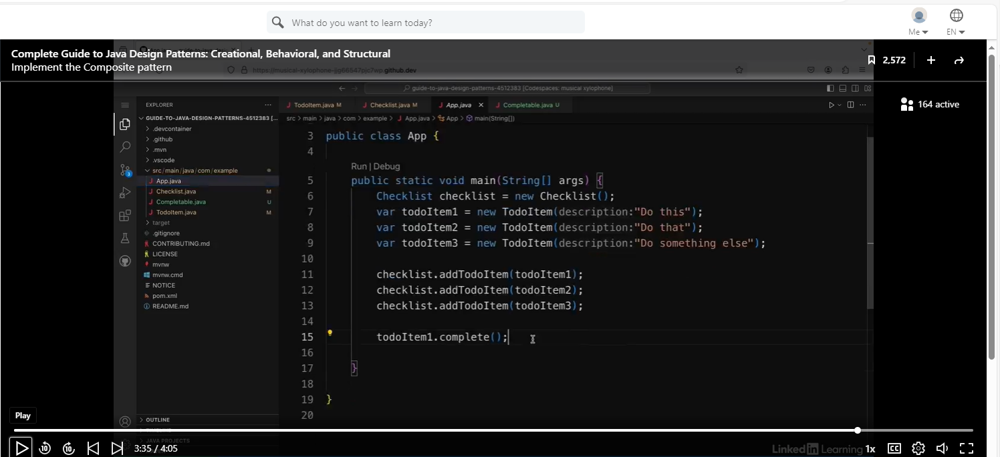 What do you want to learn today?
Me
EN
Complete Guide to Java Design Patterns: Creational, Behavioral, and Structural
Implement the Composite pattern
2,572
164 active
guide-to-java-design-patterns-4512383 [Codespaces: musical xylophone]
EXPLORER
GUIDE-TO-JAVA-DESIGN-PATTERNS-4512383 [...
.devcontainer
.github
.mvn
.vscode
src/main/java/com/example
App.java
Checklist.java M
Completable.java U
TodoItem.java M
target
.gitignore
CONTRIBUTING.md
LICENSE
mvnw
mvnw.cmd
NOTICE
pom.xml
README.md
OUTLINE
JAVA PROJECTS
3
TodoItem.java M
Checklist.java M
App.java
Completable.java U
src > main > java > com > example > App.java > App > main(String[])
3 public class App {
4
Run | Debug
5 public static void main(String[] args) {
6 Checklist checklist = new Checklist();
7 var todoItem1 = new TodoItem(description:"Do this");
8 var todoItem2 = new TodoItem(description:"Do that");
9 var todoItem3 = new TodoItem(description:"Do something else");
10
11 checklist.addTodoItem(todoItem1);
12 checklist.addTodoItem(todoItem2);
13 checklist.addTodoItem(todoItem3);
14
15 todoItem1.complete();
16
17 }
18
19 }
20
Play
10
10
3:35 / 4:05
LinkedIn Learning
1x
CC